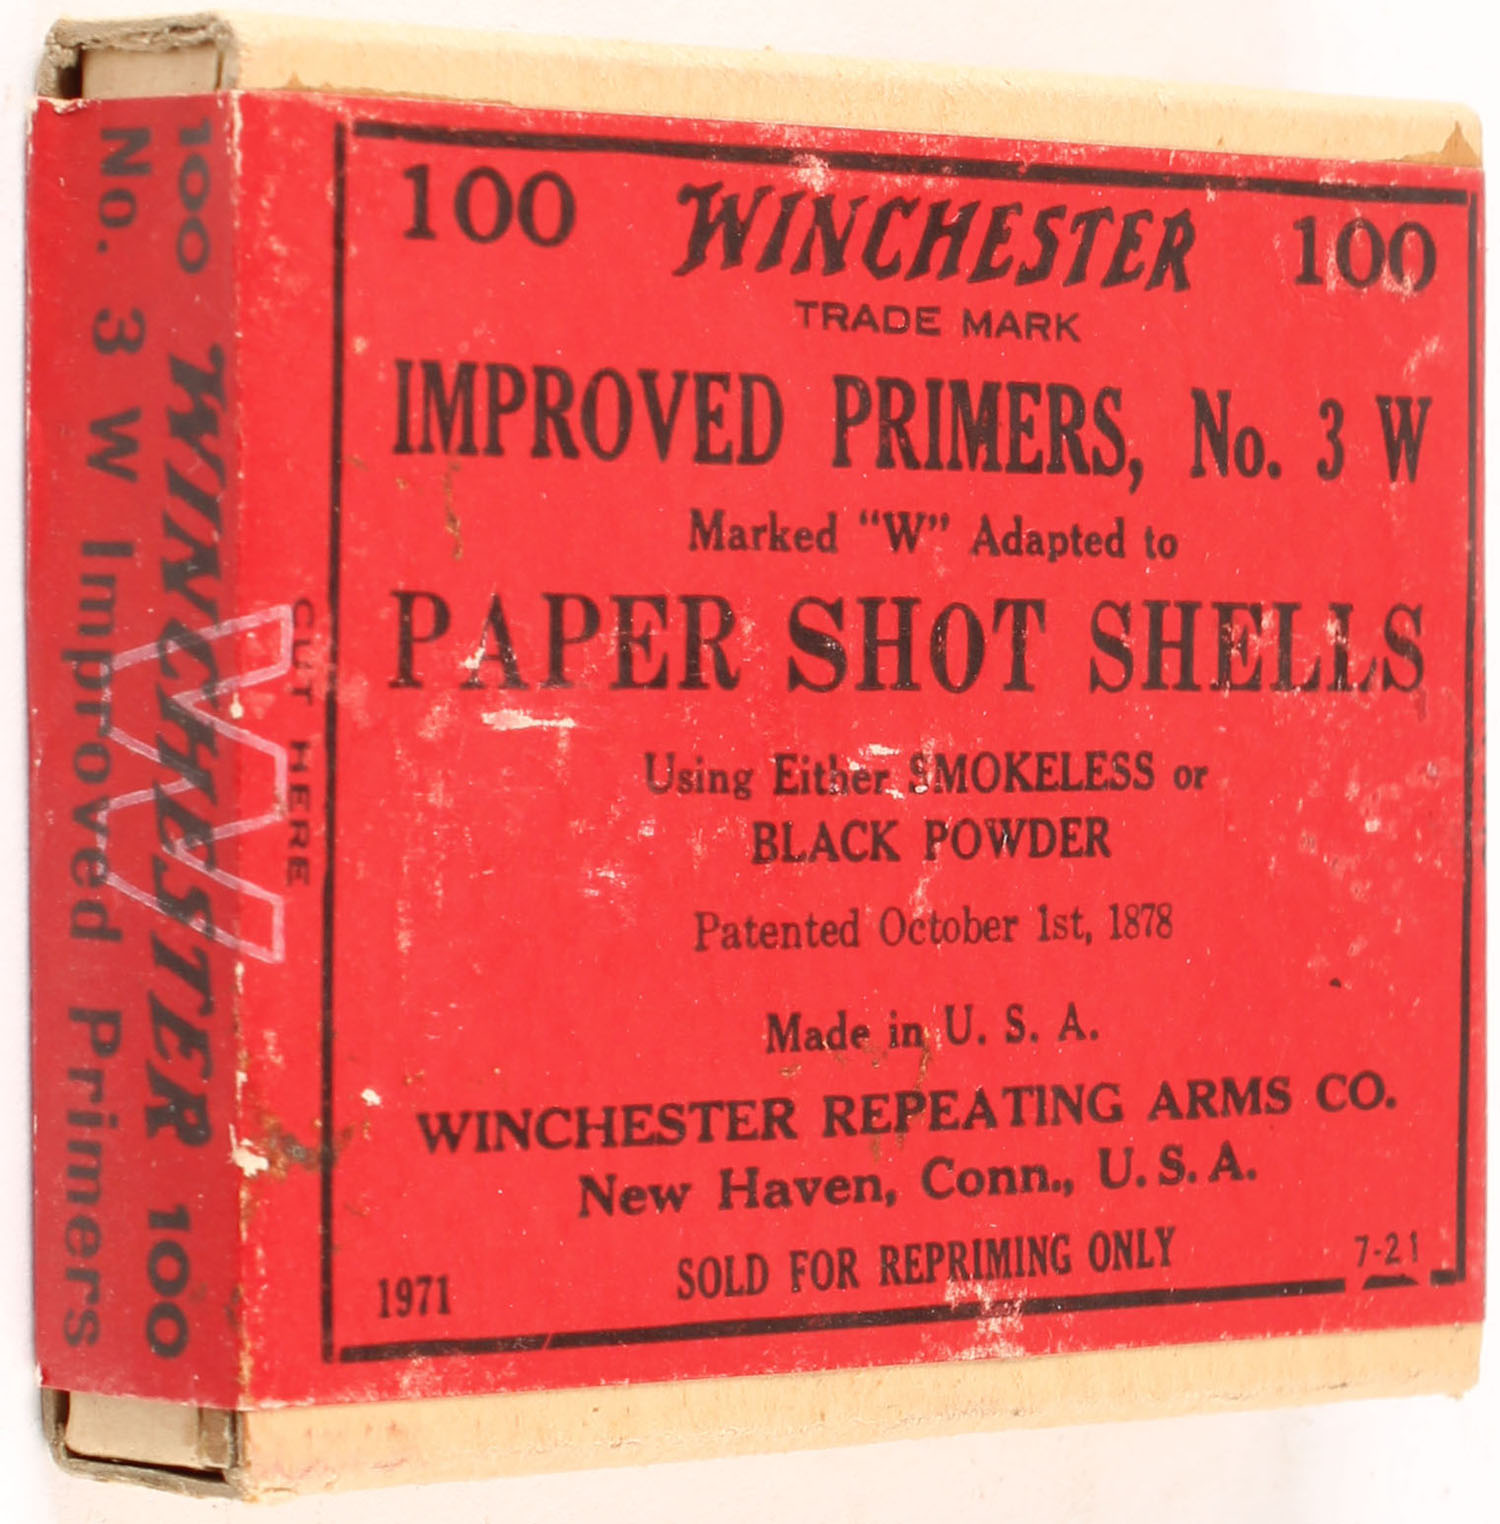 100 WINCHESTER 100
TRADE MARK
IMPROVED PRIMERS, No. 3 W
Marked "W" Adapted to
PAPER SHOT SHELLS
Using Either SMOKELESS or
BLACK POWDER
Patented October 1st, 1878
Made in U. S. A.
WINCHESTER REPEATING ARMS CO.
New Haven, Conn., U. S. A.
SOLD FOR REPRIMING ONLY
1971
7-21
CUT HERE
W
100 WINCHESTER 100
No. 3 W Improved Primers